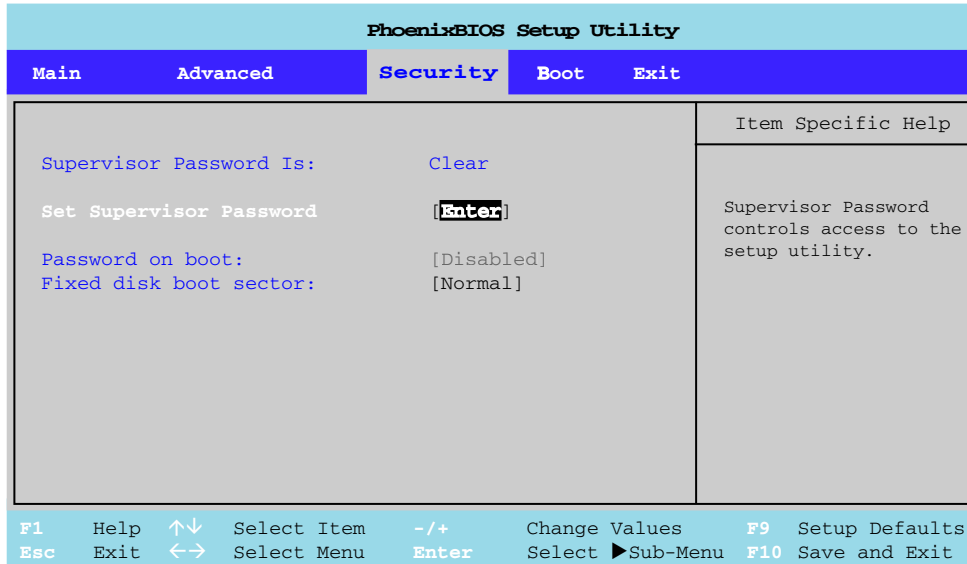 PhoenixBIOS Setup Utility
Main Advanced Security Boot Exit
Item Specific Help
Supervisor Password Is: Clear
Set Supervisor Password [Enter]
Password on boot: [Disabled]
Fixed disk boot sector: [Normal]
Supervisor Password
controls access to the
setup utility.
F1 Help ↑↓ Select Item -/+ Change Values F9 Setup Defaults
Esc Exit ←→ Select Menu Enter Select ▶Sub-Menu F10 Save and Exit